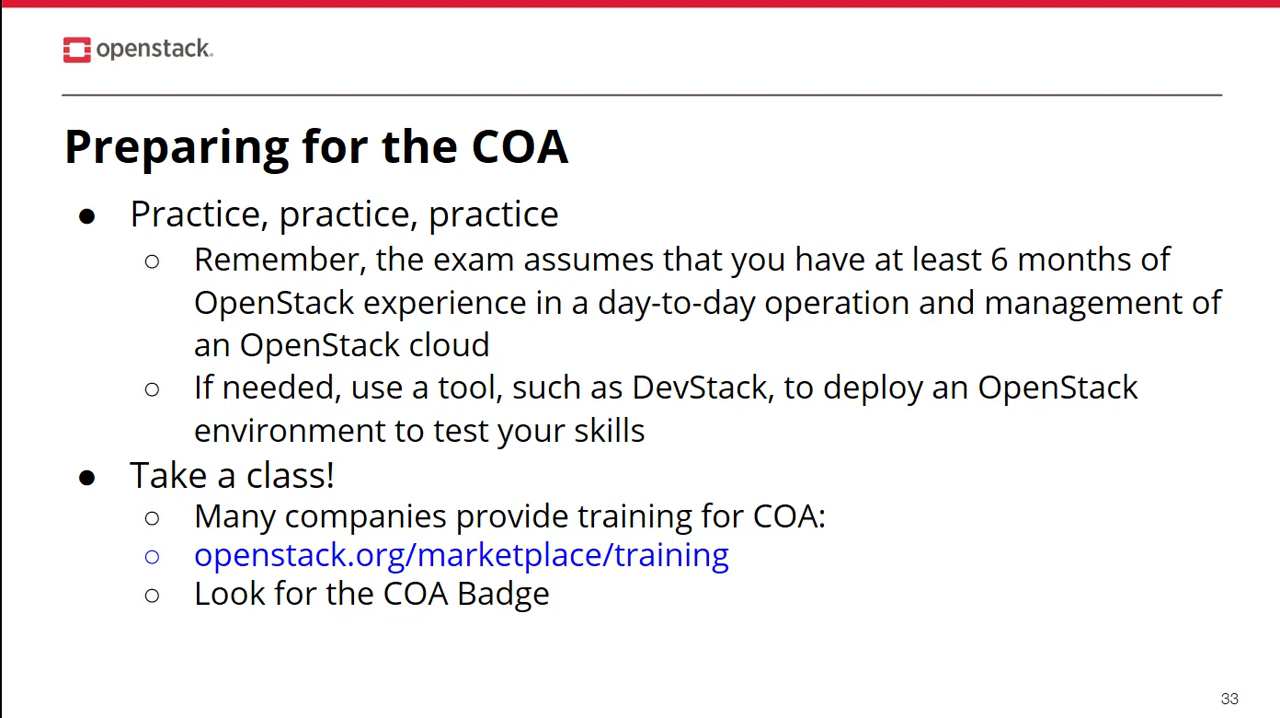 openstack.
Preparing for the COA
● Practice, practice, practice
○ Remember, the exam assumes that you have at least 6 months of
OpenStack experience in a day-to-day operation and management of
an OpenStack cloud
○ If needed, use a tool, such as DevStack, to deploy an OpenStack
environment to test your skills
● Take a class!
○ Many companies provide training for COA:
○ openstack.org/marketplace/training
○ Look for the COA Badge
33